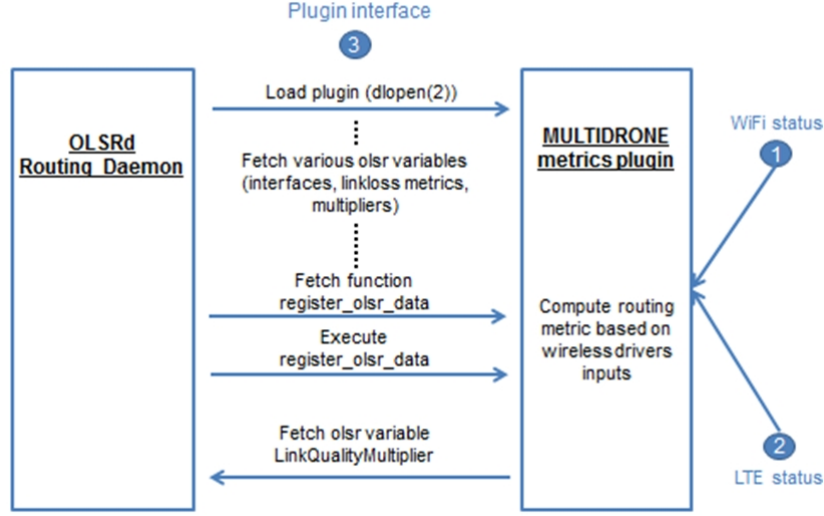 Plugin interface
3
Load plugin (dlopen(2))
OLSRd
Routing Daemon
Fetch various olsr variables
(interfaces, linkloss metrics,
multipliers)
Fetch function
register_olsr_data
Execute
register_olsr_data
Fetch olsr variable
LinkQualityMultiplier
MULTIDRONE
metrics plugin
Compute routing
metric based on
wireless drivers
inputs
WiFi status
1
2
LTE status